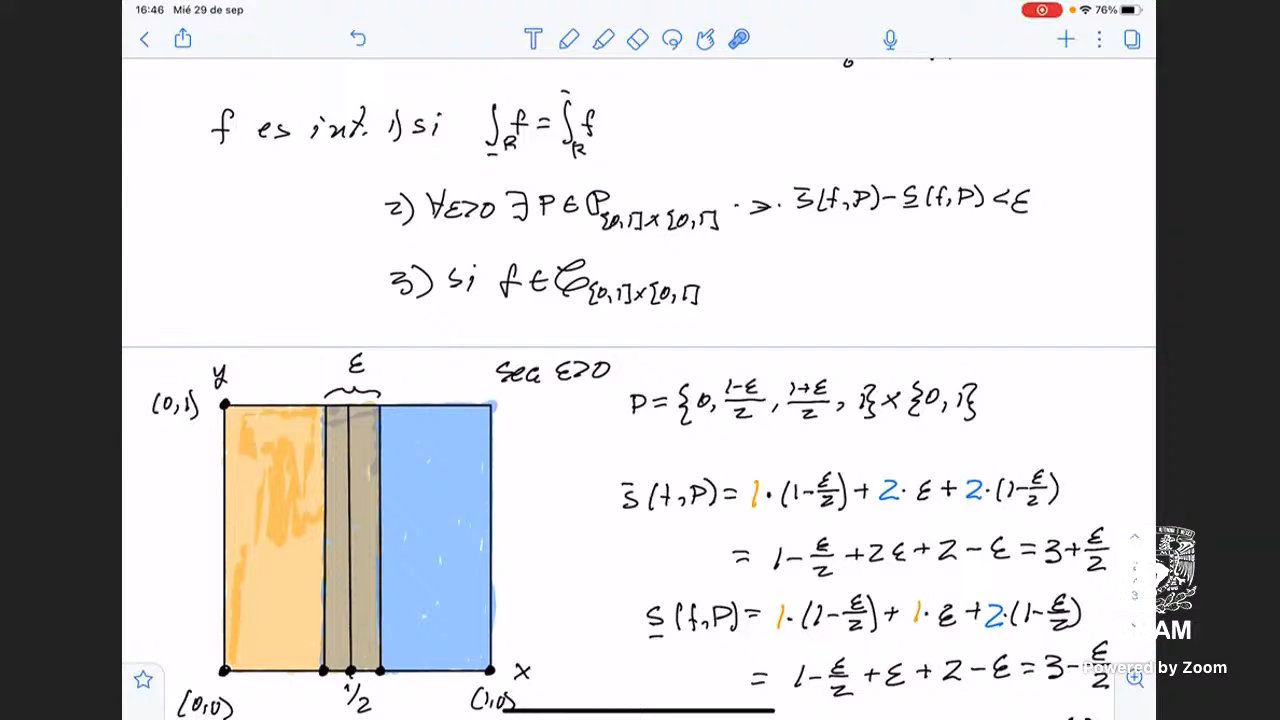 16:46 Mié 29 de sep 76%
f es int. 1) si ∫_R f = ∫̄_R f
2) ∀ε>0 ∃ P ∈ ℙ_{[0,1]×[0,1]} ·∋· S̄(f,P) - S̲(f,P) < ε
3) si f ∈ 𝒞_{[0,1]×[0,1]}
y ε sea ε>0
(0,1) P = {0, (1-ε)/2, (1+ε)/2, 1} × {0, 1}
S̄(f,P) = 1·(1-ε/2) + 2·ε + 2·(1-ε/2)
= 1 - ε/2 + 2ε + 2 - ε = 3 + ε/2
S̲(f,P) = 1·(1-ε/2) + 1·ε + 2·(1-ε/2)
= 1 - ε/2 + ε + 2 - ε = 3 - ε/2
x
(0,0) 1/2 (1,0)
Powered by Zoom